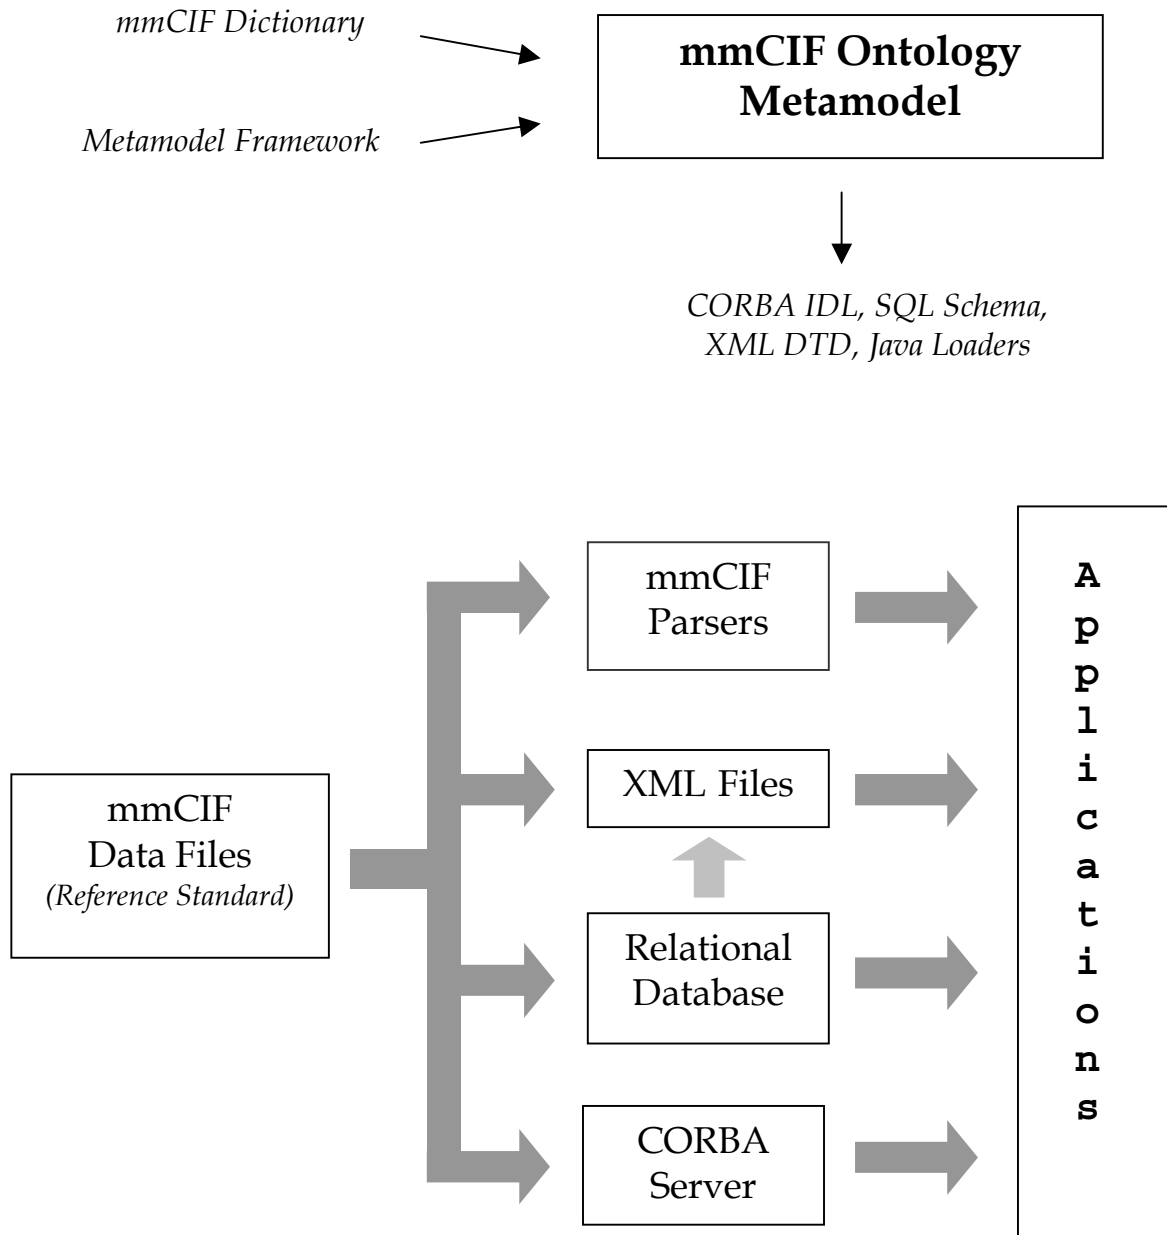 mmCIF Dictionary
Metamodel Framework
mmCIF Ontology
Metamodel
CORBA IDL, SQL Schema,
XML DTD, Java Loaders
mmCIF
Data Files
(Reference Standard)
mmCIF
Parsers
XML Files
Relational
Database
CORBA
Server
Applications